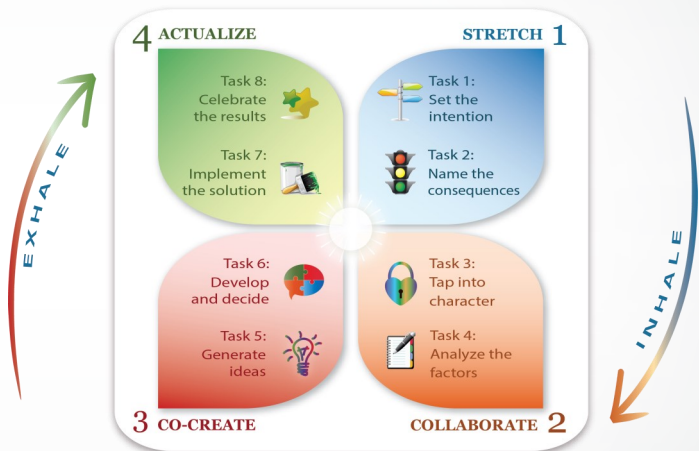 4 ACTUALIZE
STRETCH 1
Task 8:
Celebrate
the results
Task 1:
Set the
intention
Task 7:
Implement
the solution
Task 2:
Name the
consequences
EXHALE
INHALE
Task 6:
Develop
and decide
Task 3:
Tap into
character
Task 5:
Generate
ideas
Task 4:
Analyze the
factors
3 CO-CREATE
COLLABORATE 2